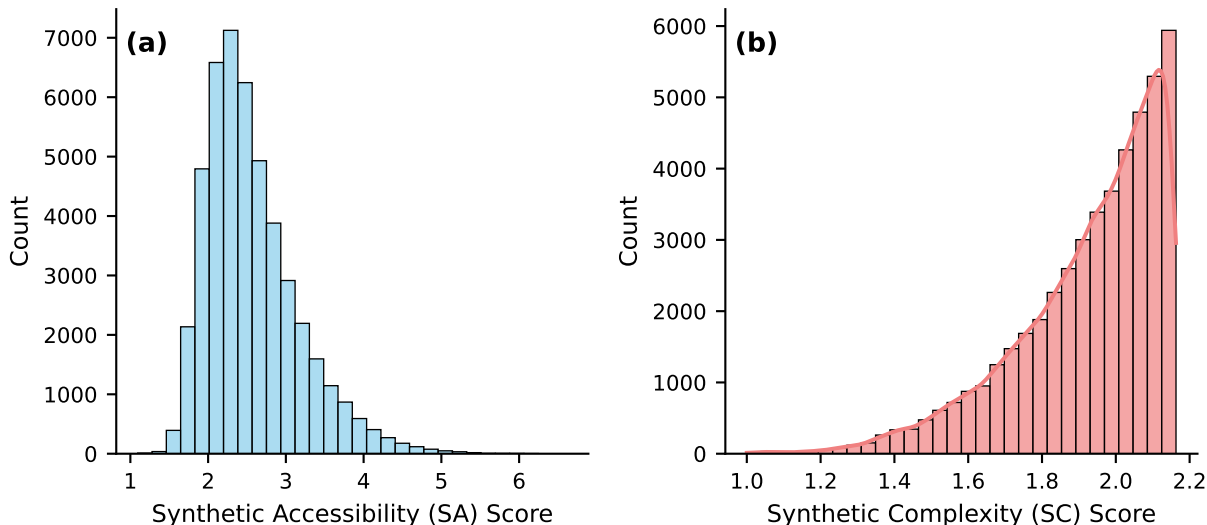 (a)
7000
6000
5000
4000
3000
2000
1000
0
Count
1 2 3 4 5 6
Synthetic Accessibility (SA) Score
(b)
6000
5000
4000
3000
2000
1000
0
Count
1.0 1.2 1.4 1.6 1.8 2.0 2.2
Synthetic Complexity (SC) Score